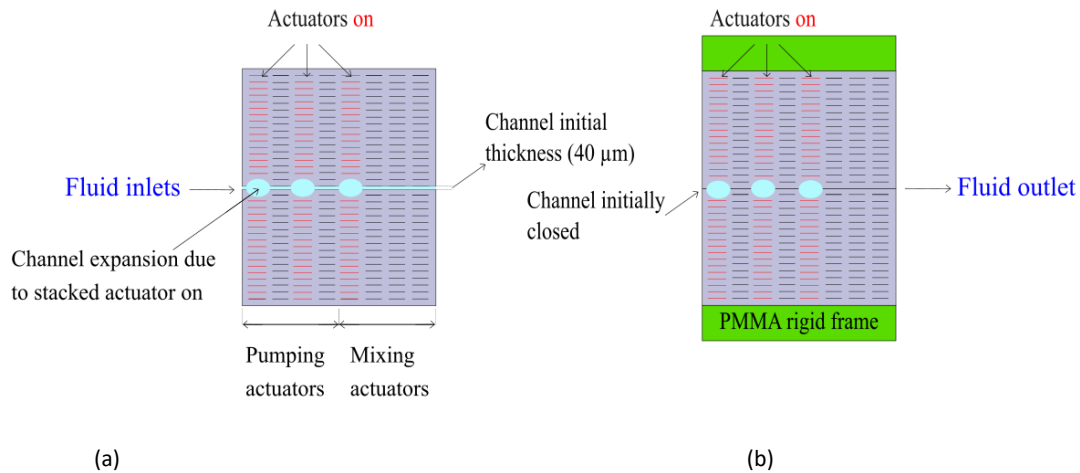 Actuators on
Channel initial
thickness (40 µm)
Fluid inlets
Channel expansion due
to stacked actuator on
Pumping
actuators
Mixing
actuators
(a)
Actuators on
Channel initially
closed
Fluid outlet
PMMA rigid frame
(b)